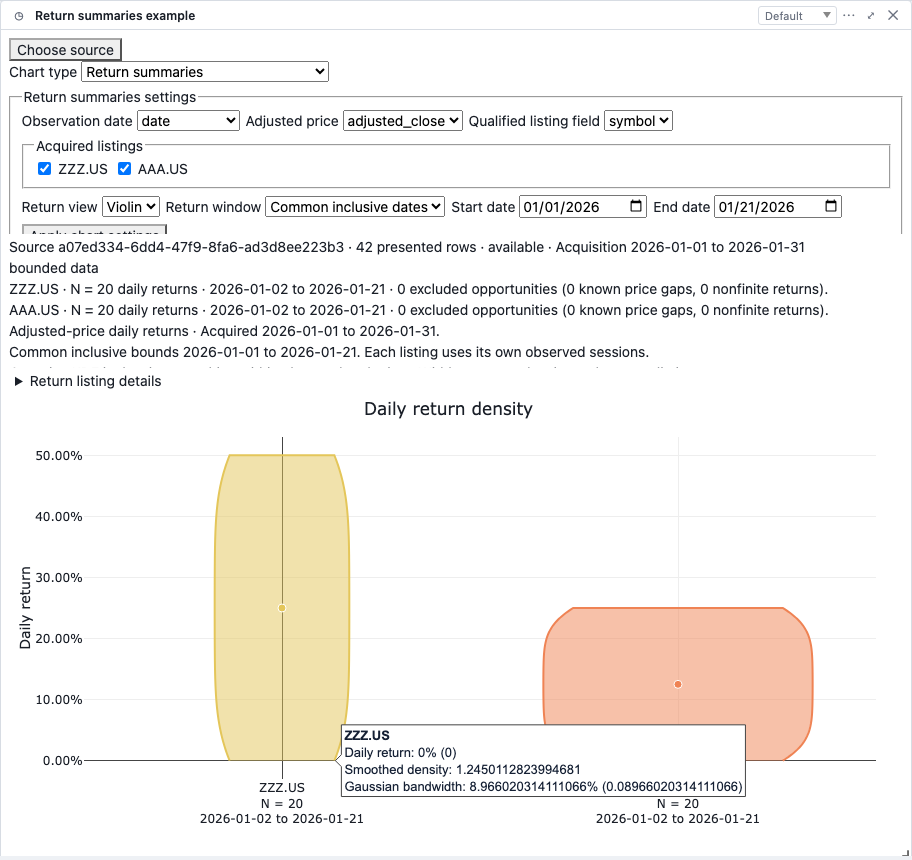 Return summaries example
Default
Choose source
Chart type Return summaries
Return summaries settings
Observation date date Adjusted price adjusted_close Qualified listing field symbol
Acquired listings
ZZZ.US AAA.US
Return view Violin Return window Common inclusive dates Start date 01/01/2026 End date 01/21/2026
Apply chart settings
Source a07ed334-6dd4-47f9-8fa6-ad3d8ee223b3 · 42 presented rows · available · Acquisition 2026-01-01 to 2026-01-31
bounded data
ZZZ.US · N = 20 daily returns · 2026-01-02 to 2026-01-21 · 0 excluded opportunities (0 known price gaps, 0 nonfinite returns).
AAA.US · N = 20 daily returns · 2026-01-02 to 2026-01-21 · 0 excluded opportunities (0 known price gaps, 0 nonfinite returns).
Adjusted-price daily returns · Acquired 2026-01-01 to 2026-01-31.
Common inclusive bounds 2026-01-01 to 2026-01-21. Each listing uses its own observed sessions.
Return listing details
Daily return density
Daily return
50.00%
40.00%
30.00%
20.00%
10.00%
0.00%
ZZZ.US
Daily return: 0% (0)
Smoothed density: 1.2450112823994681
Gaussian bandwidth: 8.966020314111066% (0.08966020314111066)
ZZZ.US
N = 20
2026-01-02 to 2026-01-21
N = 20
2026-01-02 to 2026-01-21